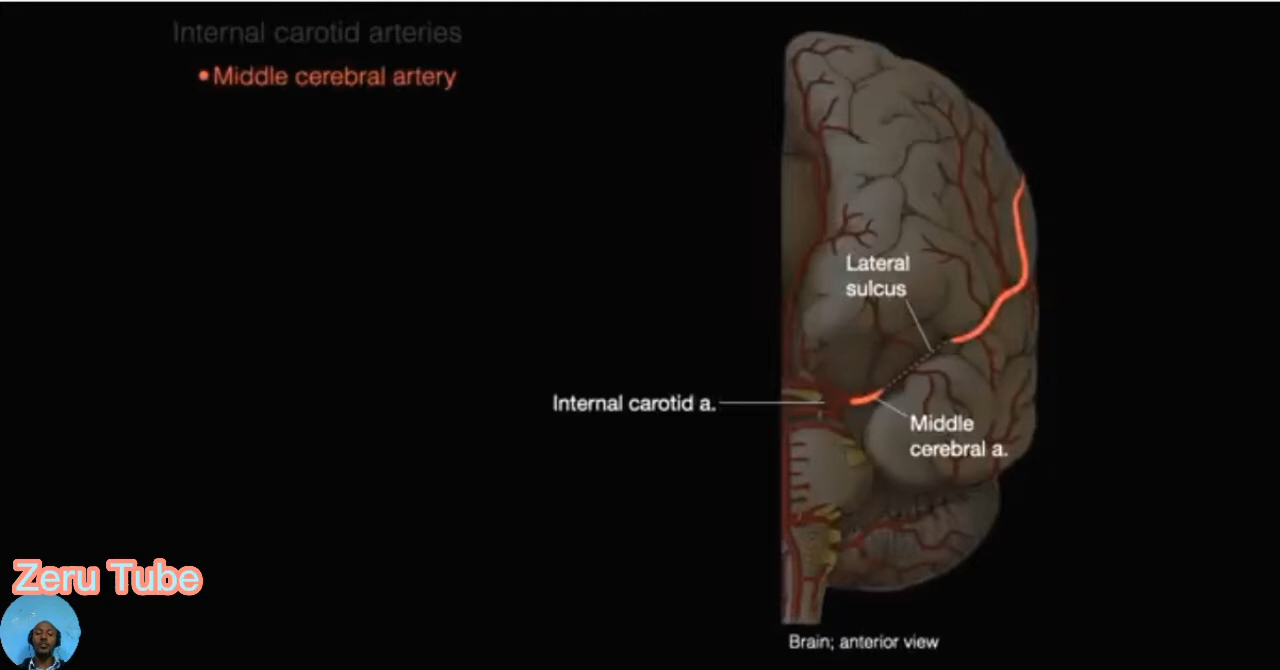 Internal carotid arteries
•Middle cerebral artery
Lateral
sulcus
Internal carotid a.
Middle
cerebral a.
Zeru Tube
Brain; anterior view